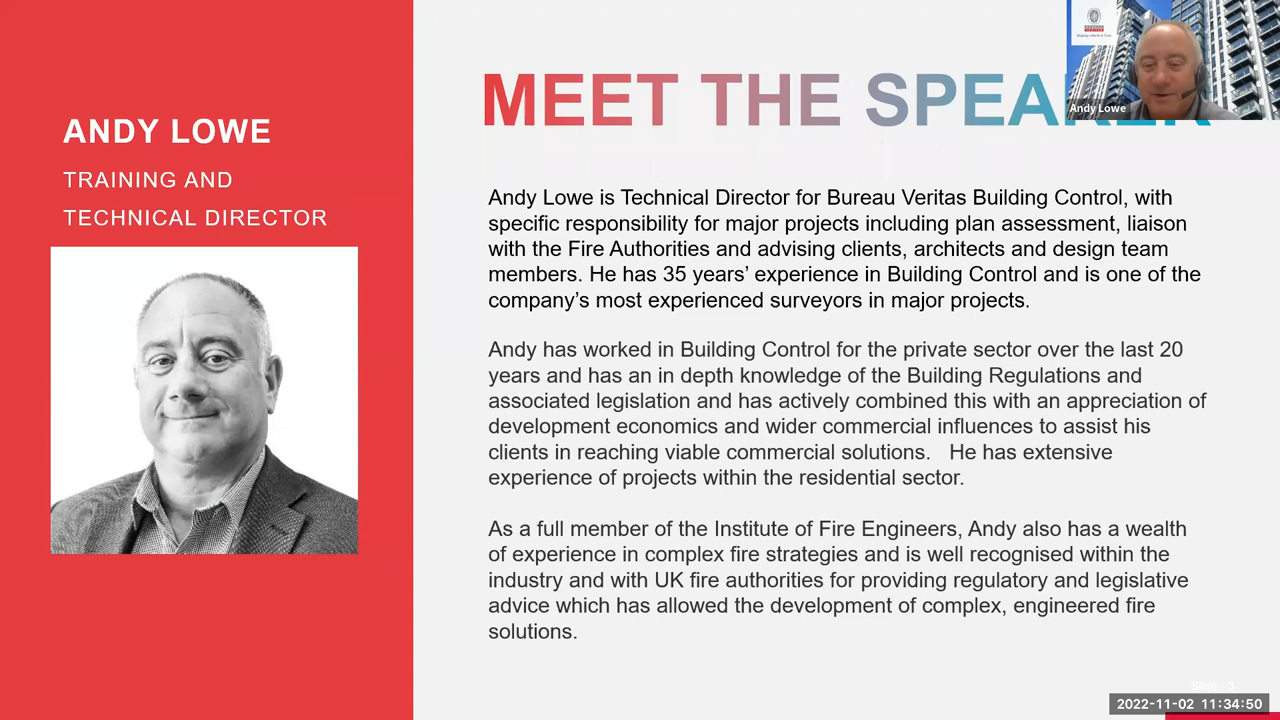 ANDY LOWE
TRAINING AND
TECHNICAL DIRECTOR
MEET THE SPEAKER
Andy Lowe
Andy Lowe is Technical Director for Bureau Veritas Building Control, with
specific responsibility for major projects including plan assessment, liaison
with the Fire Authorities and advising clients, architects and design team
members. He has 35 years’ experience in Building Control and is one of the
company’s most experienced surveyors in major projects.
Andy has worked in Building Control for the private sector over the last 20
years and has an in depth knowledge of the Building Regulations and
associated legislation and has actively combined this with an appreciation of
development economics and wider commercial influences to assist his
clients in reaching viable commercial solutions. He has extensive
experience of projects within the residential sector.
As a full member of the Institute of Fire Engineers, Andy also has a wealth
of experience in complex fire strategies and is well recognised within the
industry and with UK fire authorities for providing regulatory and legislative
advice which has allowed the development of complex, engineered fire
solutions.
Slide / 3
2022-11-02 11:34:50